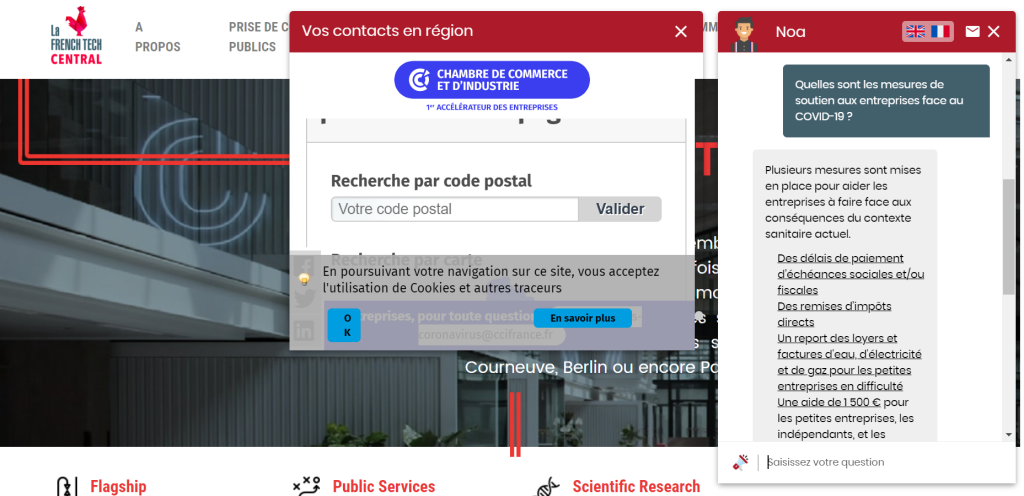 La
FRENCH TECH
CENTRAL
A
PROPOS
PRISE DE C
PUBLICS
Vos contacts en région
CHAMBRE DE COMMERCE
ET D'INDUSTRIE
1er ACCÉLÉRATEUR DES ENTREPRISES
Recherche par code postal
Votre code postal
Valider
Recherche par carte
En poursuivant votre navigation sur ce site, vous acceptez
l'utilisation de Cookies et autres traceurs
reprises, pour toute question
O
K
En savoir plus
coronavirus@ccifrance.fr
Courneuve, Berlin ou encore Pa
Noa
Quelles sont les mesures de
soutien aux entreprises face au
COVID-19 ?
Plusieurs mesures sont mises
en place pour aider les
entreprises à faire face aux
conséquences du contexte
sanitaire actuel.
Des délais de paiement
d'échéances sociales et/ou
fiscales
Des remises d'impôts
directs
Un report des loyers et
factures d'eau, d'électricité
et de gaz pour les petites
entreprises en difficulté
Une aide de 1 500 € pour
les petites entreprises, les
indépendants, et les
Saisissez votre question
Flagship
Public Services
Scientific Research